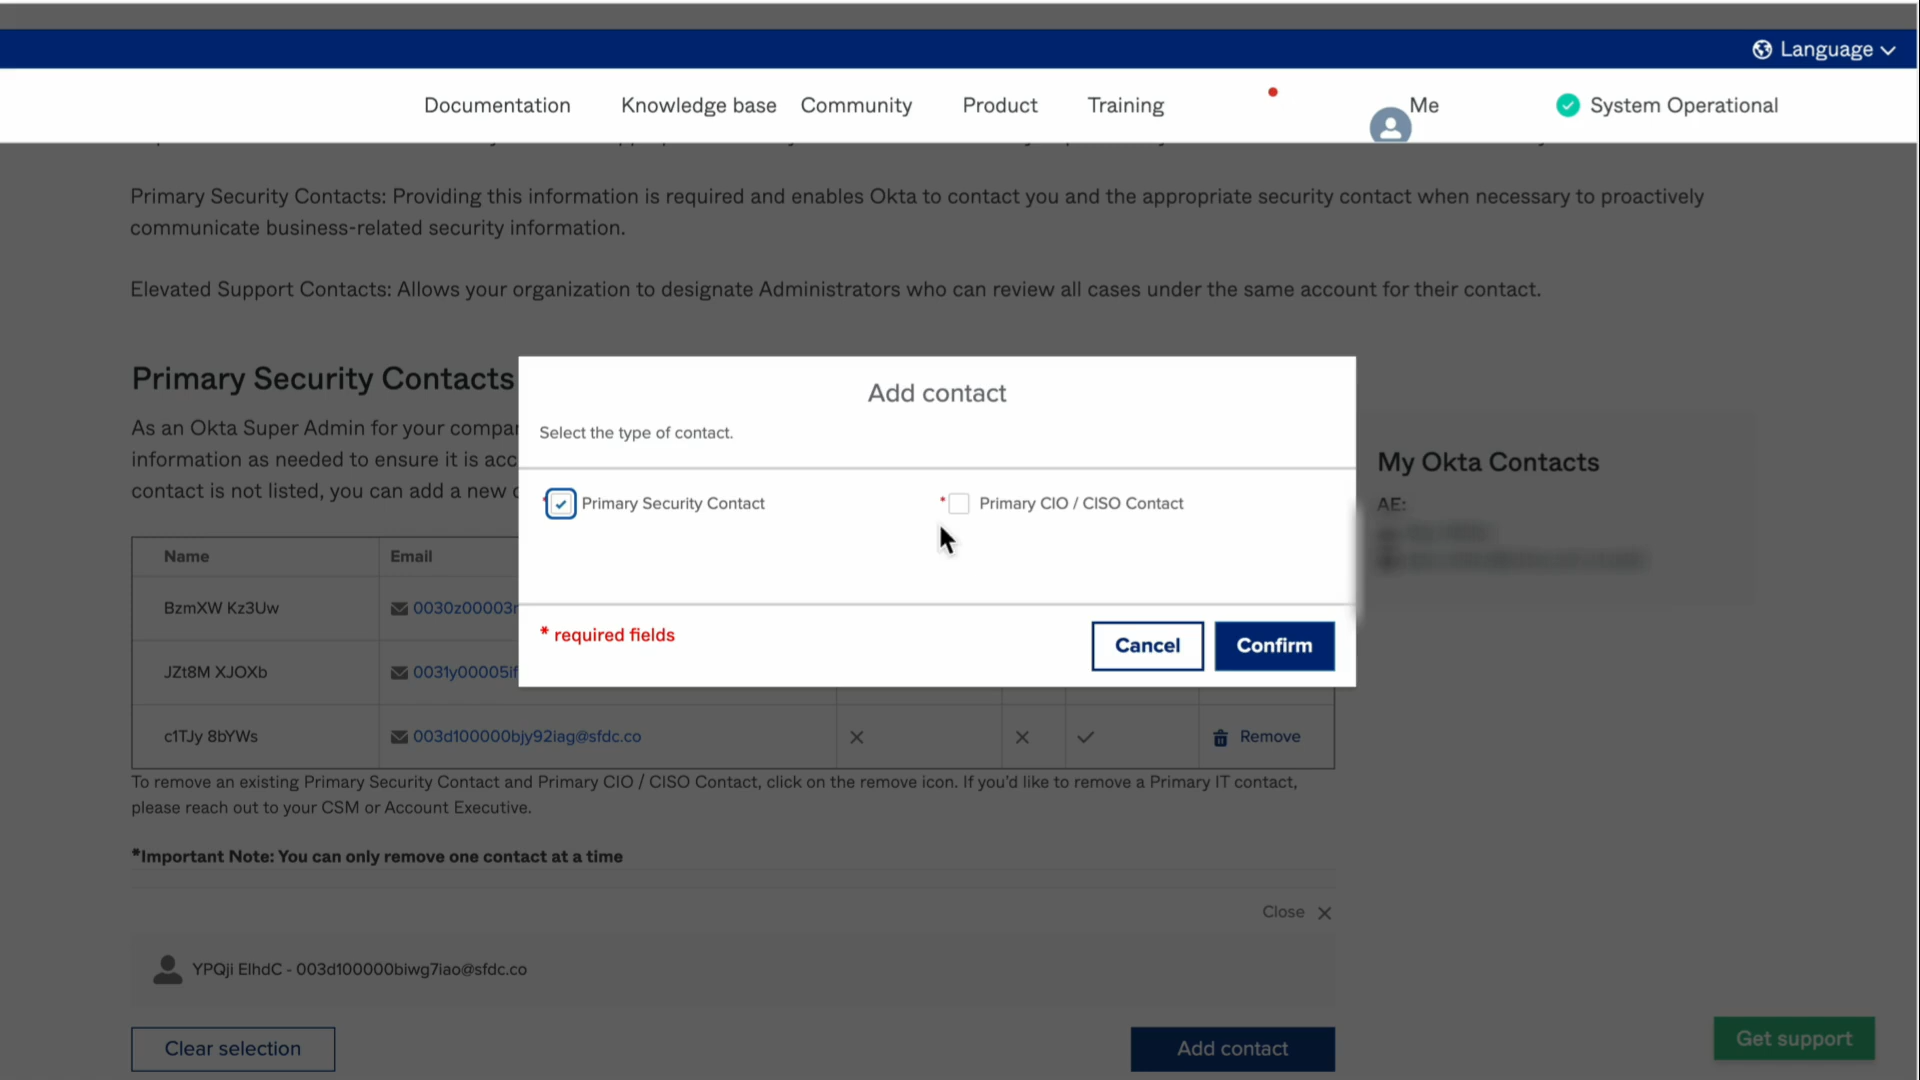 Language
Documentation
Knowledge base
Community
Product
Training
Me
System Operational
Primary Security Contacts: Providing this information is required and enables Okta to contact you and the appropriate security contact when necessary to proactively
communicate business-related security information.
Elevated Support Contacts: Allows your organization to designate Administrators who can review all cases under the same account for their contact.
Primary Security Contacts
As an Okta Super Admin for your compan
information as needed to ensure it is acc
contact is not listed, you can add a new c
Add contact
Select the type of contact.
* Primary Security Contact
* Primary CIO / CISO Contact
* required fields
Cancel
Confirm
My Okta Contacts
AE:
Name
Email
BzmXW Kz3Uw
0030z00003r
JZt8M XJOXb
0031y00005if
c1TJy 8bYWs
003d100000bjy92iag@sfdc.co
Remove
To remove an existing Primary Security Contact and Primary CIO / CISO Contact, click on the remove icon. If you'd like to remove a Primary IT contact,
please reach out to your CSM or Account Executive.
*Important Note: You can only remove one contact at a time
Close
YPQji ElhdC - 003d100000biwg7iao@sfdc.co
Clear selection
Add contact
Get support